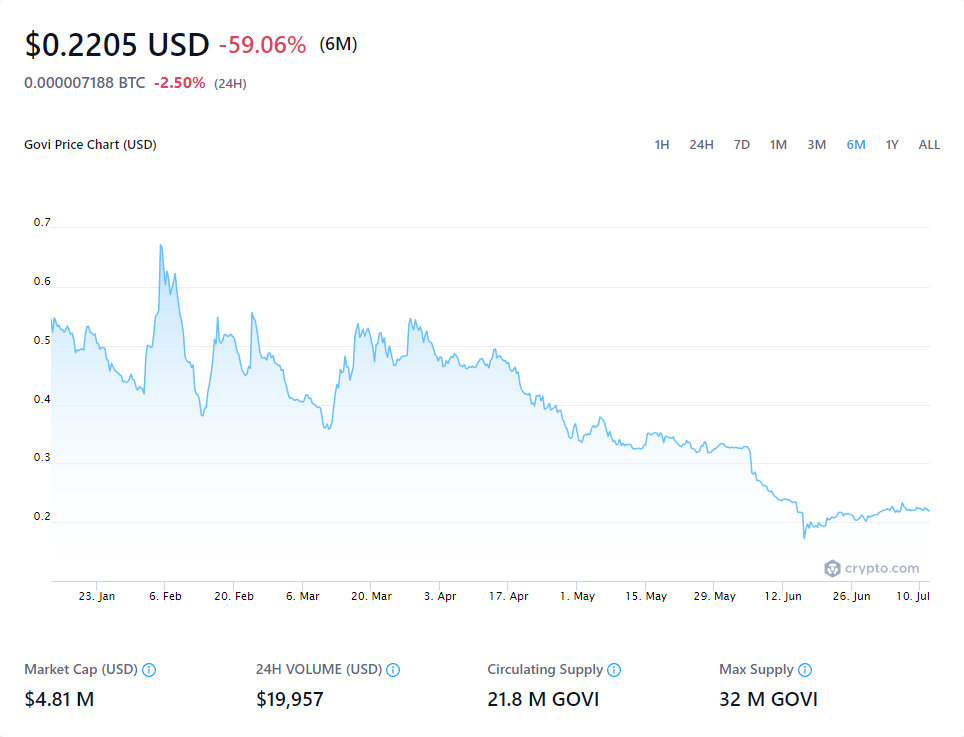 $0.2205 USD -59.06% (6M)
0.000007188 BTC -2.50% (24H)
Govi Price Chart (USD) 1H 24H 7D 1M 3M 6M 1Y ALL
0.7
0.6
0.5
0.4
0.3
0.2
crypto.com
23. Jan 6. Feb 20. Feb 6. Mar 20. Mar 3. Apr 17. Apr 1. May 15. May 29. May 12. Jun 26. Jun 10. Jul
Market Cap (USD) 24H VOLUME (USD) Circulating Supply Max Supply
$4.81 M $19,957 21.8 M GOVI 32 M GOVI